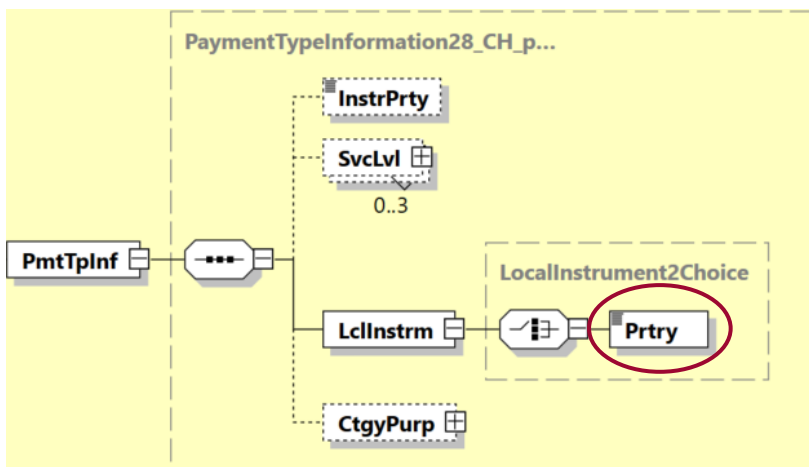 PaymentTypeInformation28_CH_p...
InstrPrty
SvcLvl
0..3
PmtTpInf
LocalInstrument2Choice
LclInstrm
Prtry
CtgyPurp